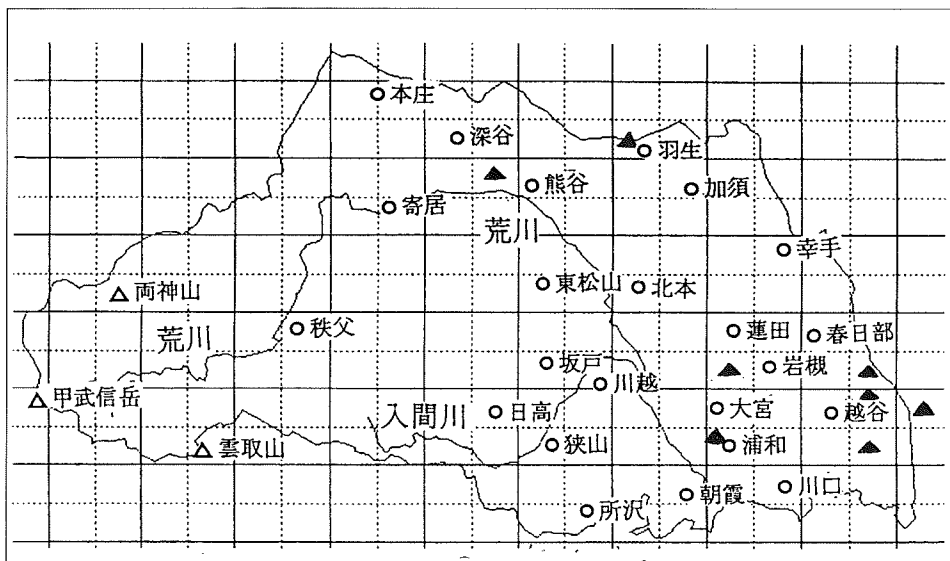 本庄
深谷
羽生
熊谷
加須
寄居
荒川
幸手
東松山
北本
両神山
秩父
荒川
蓮田
春日部
坂戸
岩槻
川越
甲武信岳
入間川
日高
大宮
越谷
雲取山
狭山
浦和
朝霞
川口
所沢